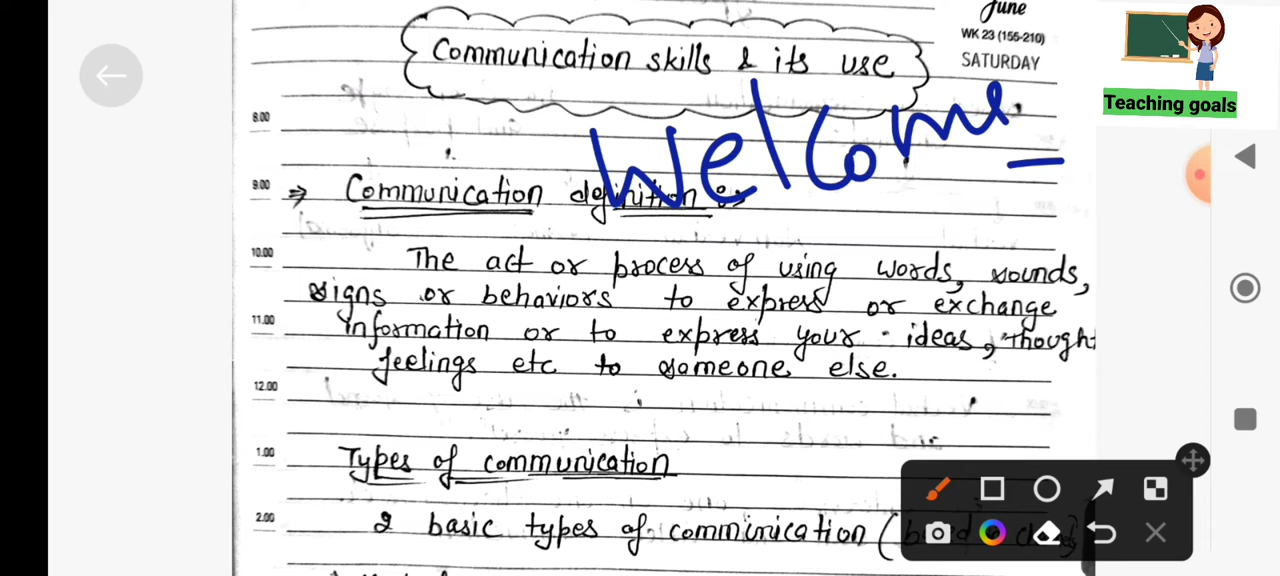 June
WK 23 (155-210)
SATURDAY
Communication skills & its use
Teaching goals
Welcome
8.00
9.00
⇒ Communication definition :-
10.00
The act or process of using words, sounds,
signs or behaviors to express or exchange
11.00
information or to express your ideas, thought
feelings etc to someone else.
12.00
1.00
Types of communication
2.00
2 basic types of comminication (